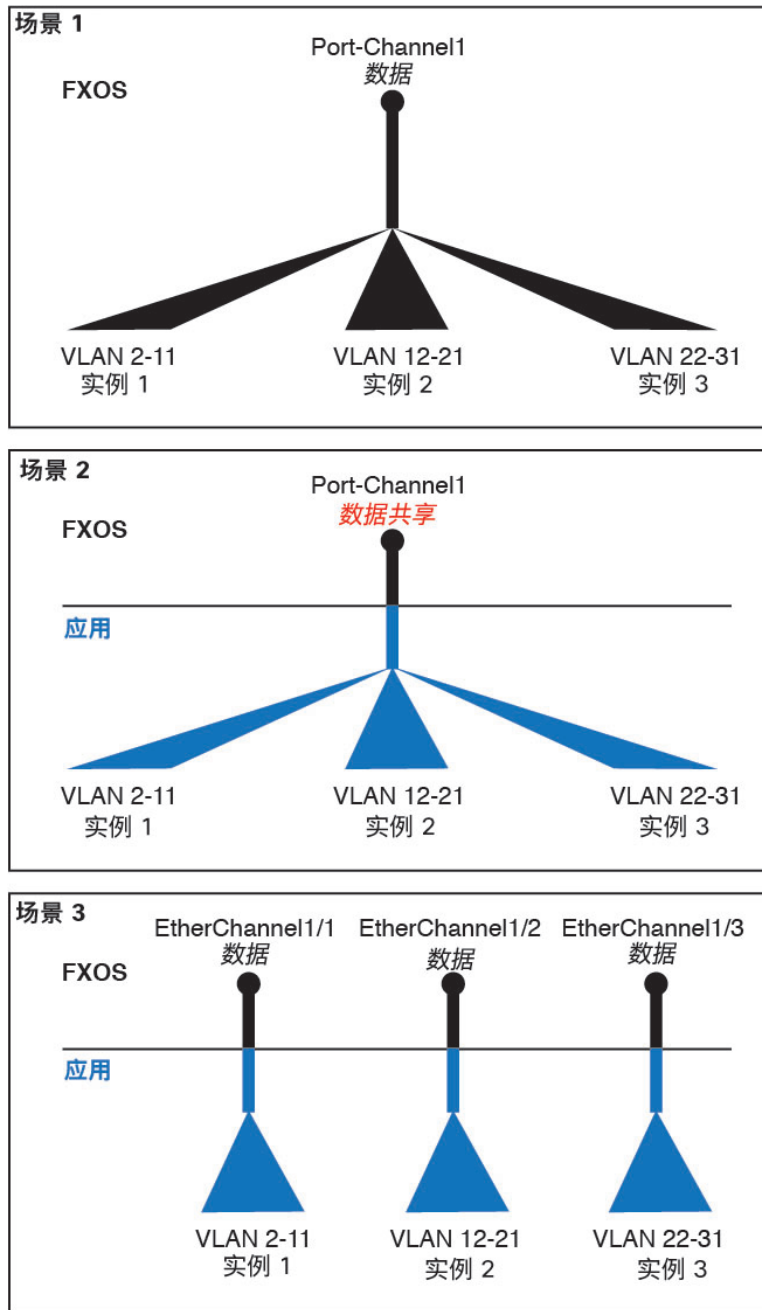 场景 1
Port-Channel1
数据
FXOS
VLAN 2-11
实例 1
VLAN 12-21
实例 2
VLAN 22-31
实例 3
场景 2
Port-Channel1
数据共享
FXOS
应用
VLAN 2-11
实例 1
VLAN 12-21
实例 2
VLAN 22-31
实例 3
场景 3
EtherChannel1/1
数据
EtherChannel1/2
数据
EtherChannel1/3
数据
FXOS
应用
VLAN 2-11
实例 1
VLAN 12-21
实例 2
VLAN 22-31
实例 3